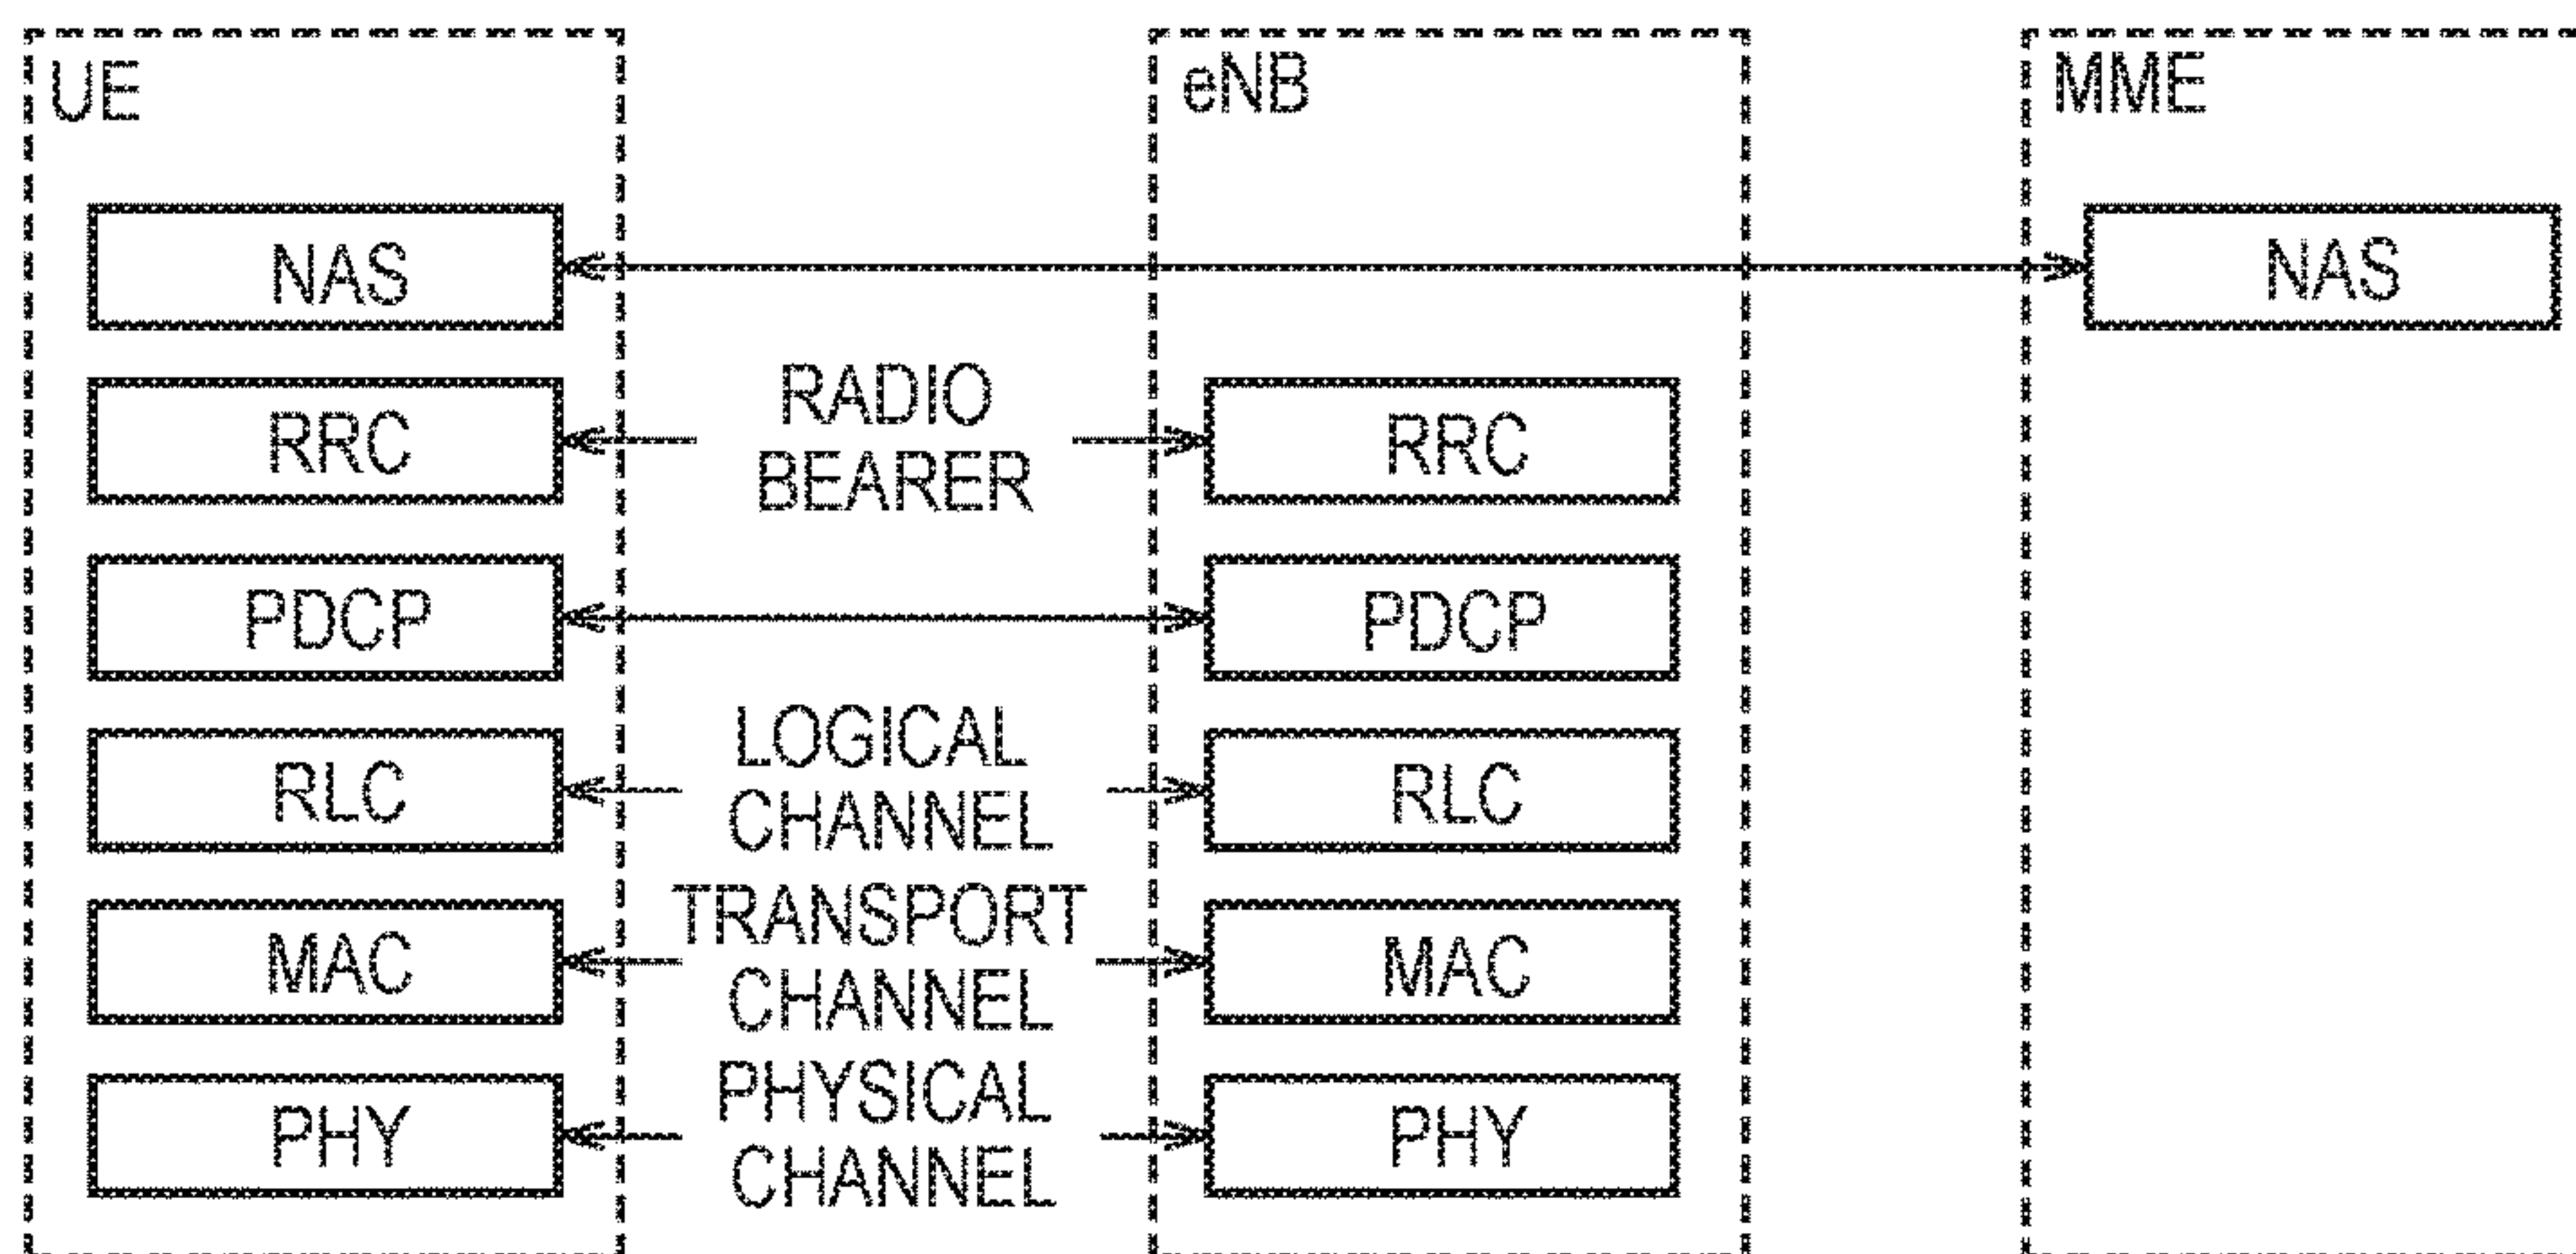 UE
eNB
MME
NAS
NAS
RADIO
BEARER
RRC
RRC
PDCP
PDCP
LOGICAL
CHANNEL
RLC
RLC
TRANSPORT
CHANNEL
MAC
MAC
PHYSICAL
CHANNEL
PHY
PHY